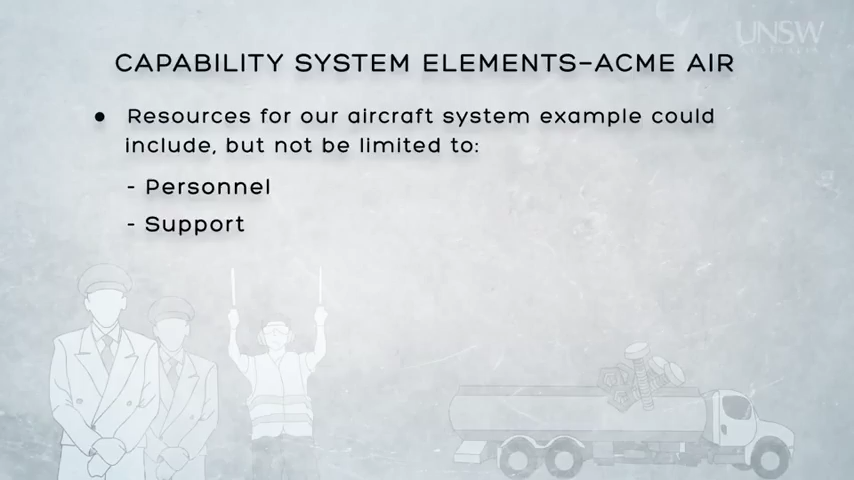 UNSW
CAPABILITY SYSTEM ELEMENTS–ACME AIR
• Resources for our aircraft system example could
include, but not be limited to:
- Personnel
- Support